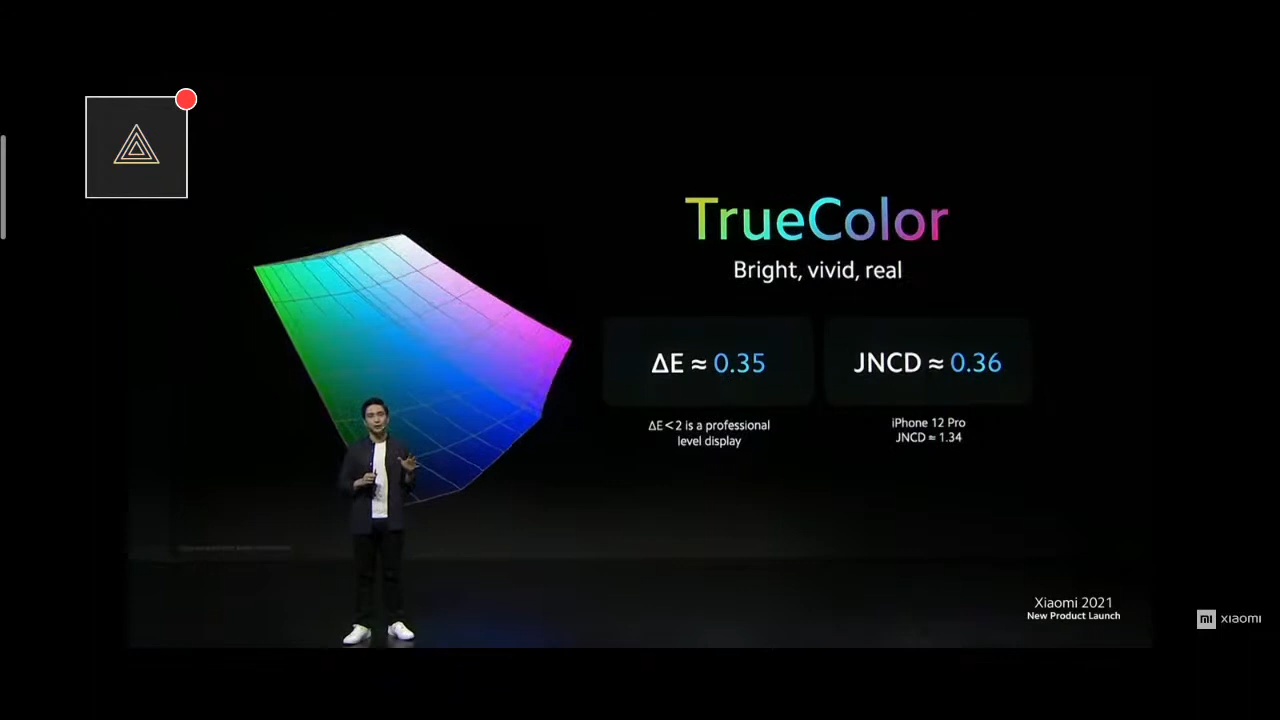 TrueColor
Bright, vivid, real
ΔE ≈ 0.35
JNCD ≈ 0.36
ΔE < 2 is a professional
level display
iPhone 12 Pro
JNCD ≈ 1.34
Xiaomi 2021
New Product Launch
mi xiaomi